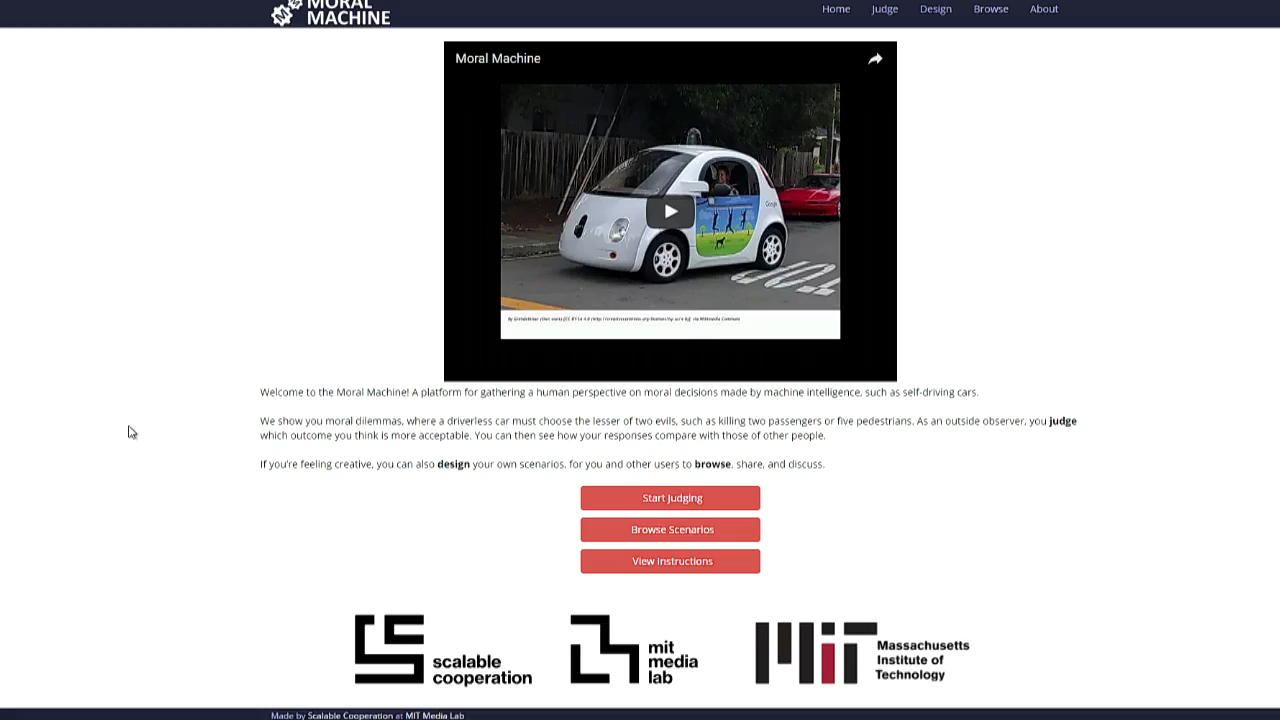 MORAL
MACHINE
Home Judge Design Browse About
Moral Machine
Google
Welcome to the Moral Machine! A platform for gathering a human perspective on moral decisions made by machine intelligence, such as self-driving cars.
We show you moral dilemmas, where a driverless car must choose the lesser of two evils, such as killing two passengers or five pedestrians. As an outside observer, you judge
which outcome you think is more acceptable. You can then see how your responses compare with those of other people.
If you're feeling creative, you can also design your own scenarios, for you and other users to browse, share, and discuss.
Start Judging
Browse Scenarios
View Instructions
scalable
cooperation
mit
media
lab
MIT
Massachusetts
Institute of
Technology
Made by Scalable Cooperation at MIT Media Lab